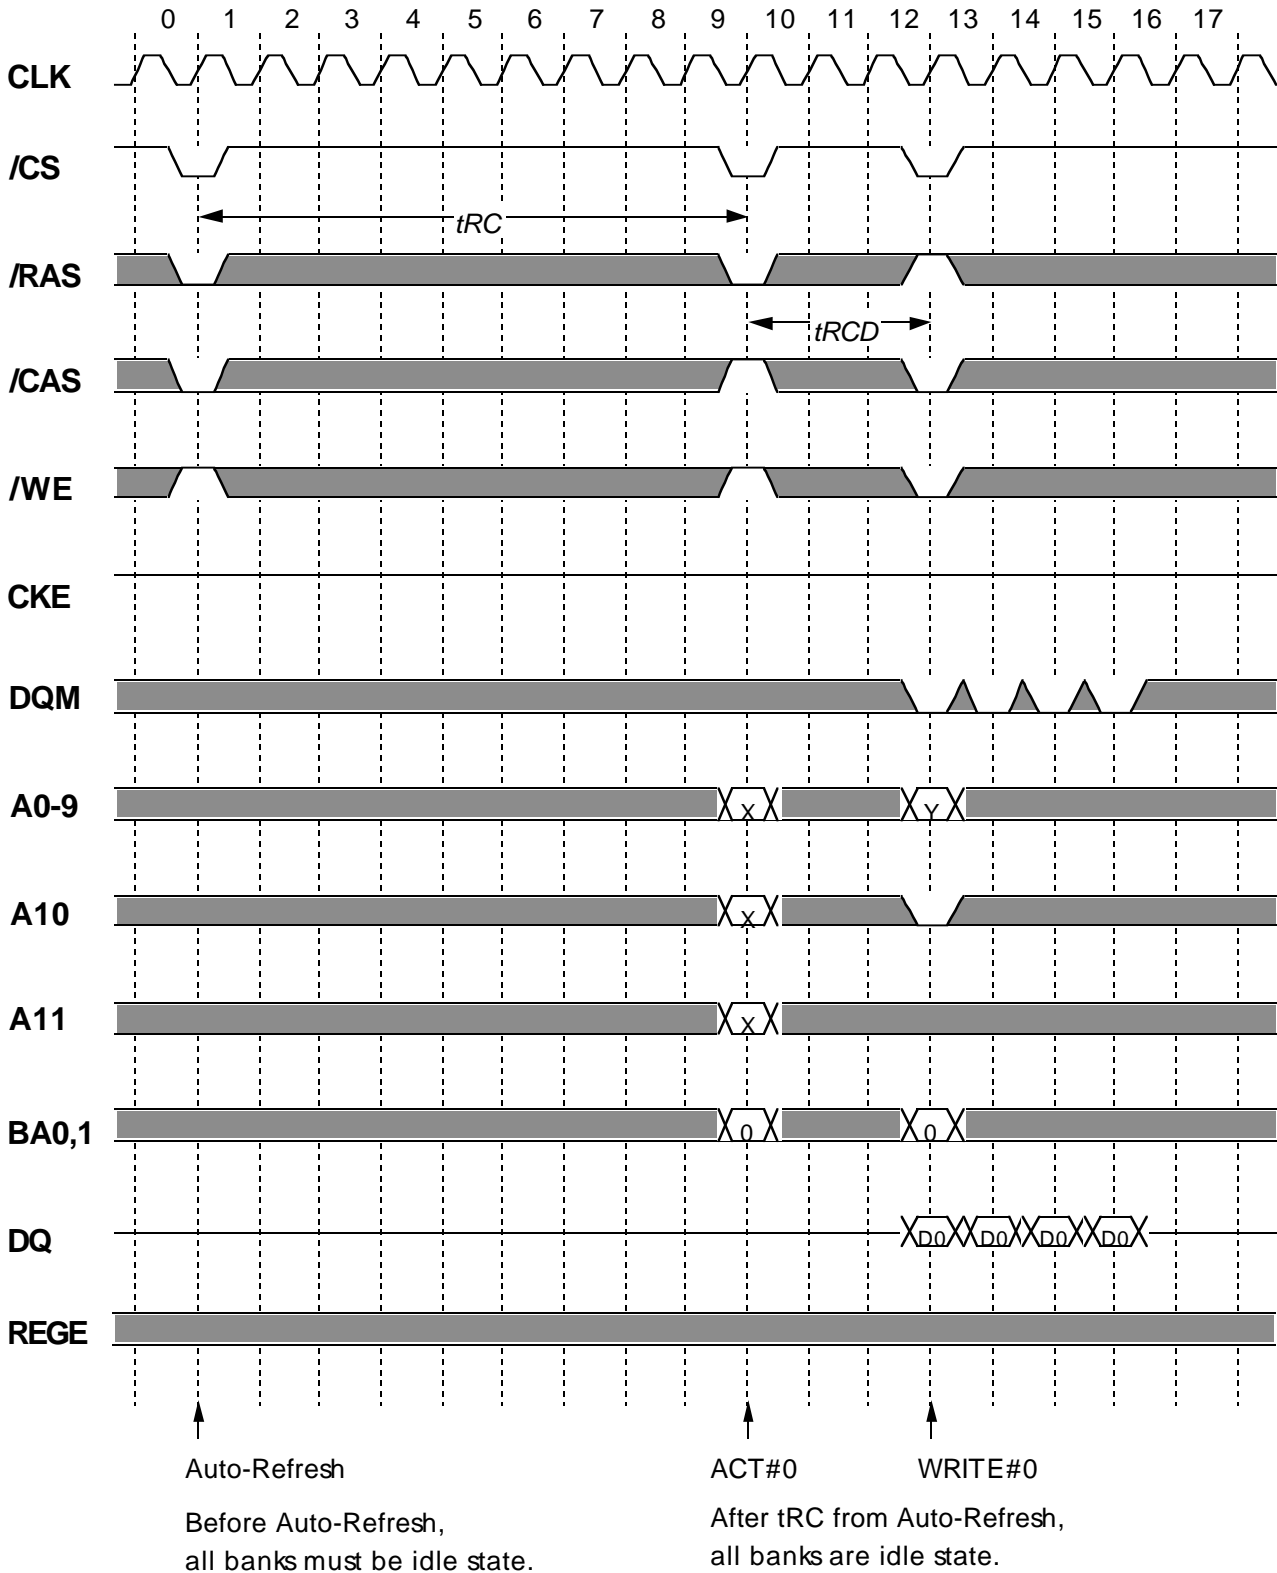 0 1 2 3 4 5 6 7 8 9 10 11 12 13 14 15 16 17
CLK
/CS
tRC
/RAS
tRCD
/CAS
/WE
CKE
DQM
A0-9 X Y
A10 X
A11 X
BA0,1 0 0
DQ D0 D0 D0 D0
REGE
Auto-Refresh ACT#0 WRITE#0
Before Auto-Refresh,
all banks must be idle state.
After tRC from Auto-Refresh,
all banks are idle state.